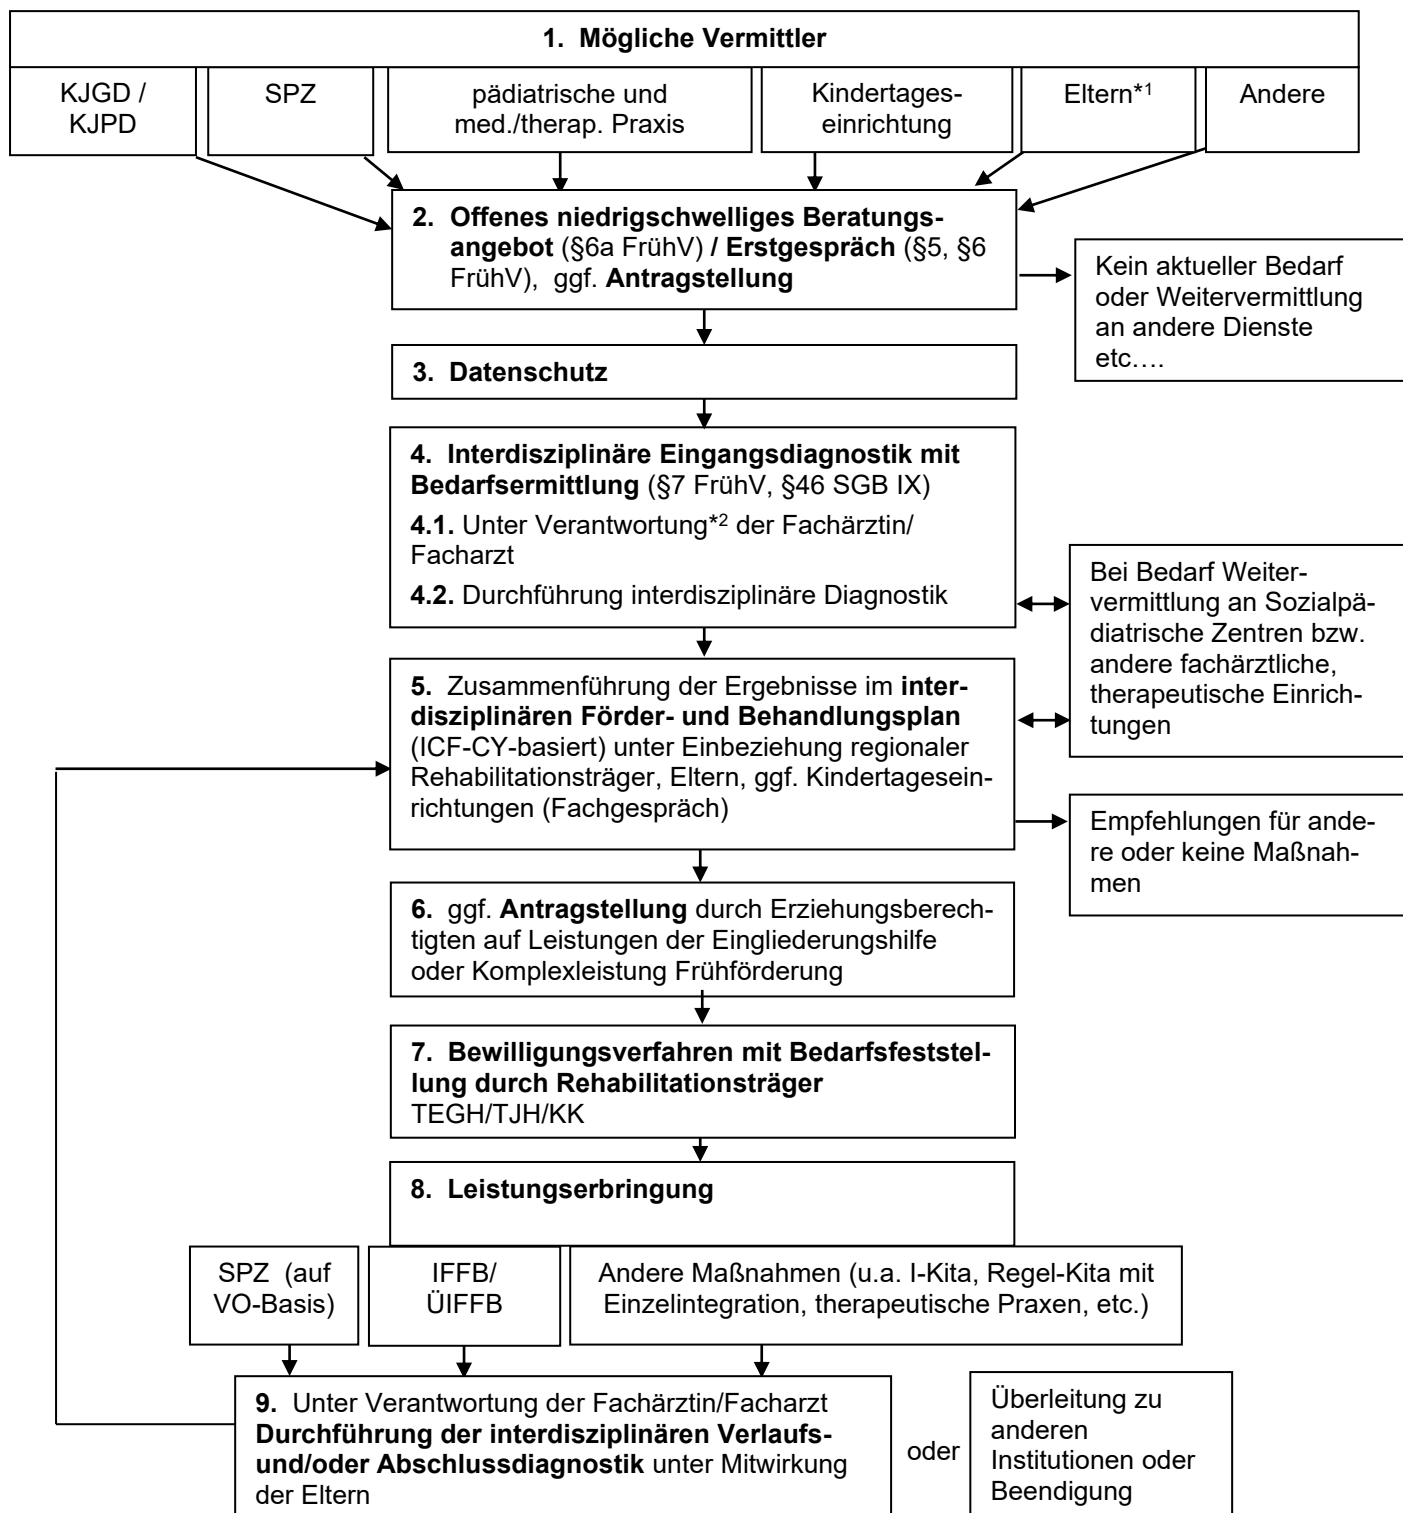 1. Mögliche Vermittler
KJGD /
KJPD
SPZ
pädiatrische und
med./therap. Praxis
Kindertages-
einrichtung
Eltern*1
Andere
2. Offenes niedrigschwelliges Beratungs-
angebot (§6a FrühV) / Erstgespräch (§5, §6
FrühV), ggf. Antragstellung
Kein aktueller Bedarf
oder Weitervermittlung
an andere Dienste
etc….
3. Datenschutz
4. Interdisziplinäre Eingangsdiagnostik mit
Bedarfsermittlung (§7 FrühV, §46 SGB IX)
4.1. Unter Verantwortung*2 der Fachärztin/
Facharzt
4.2. Durchführung interdisziplinäre Diagnostik
Bei Bedarf Weiter-
vermittlung an Sozialpä-
diatrische Zentren bzw.
andere fachärztliche,
therapeutische Einrich-
tungen
5. Zusammenführung der Ergebnisse im inter-
disziplinären Förder- und Behandlungsplan
(ICF-CY-basiert) unter Einbeziehung regionaler
Rehabilitationsträger, Eltern, ggf. Kindertagesein-
richtungen (Fachgespräch)
Empfehlungen für ande-
re oder keine Maßnah-
men
6. ggf. Antragstellung durch Erziehungsberech-
tigten auf Leistungen der Eingliederungshilfe
oder Komplexleistung Frühförderung
7. Bewilligungsverfahren mit Bedarfsfeststel-
lung durch Rehabilitationsträger
TEGH/TJH/KK
8. Leistungserbringung
SPZ (auf
VO-Basis)
IFFB/
ÜIFFB
Andere Maßnahmen (u.a. I-Kita, Regel-Kita mit
Einzelintegration, therapeutische Praxen, etc.)
9. Unter Verantwortung der Fachärztin/Facharzt
Durchführung der interdisziplinären Verlaufs-
und/oder Abschlussdiagnostik unter Mitwirkung
der Eltern
oder
Überleitung zu
anderen
Institutionen oder
Beendigung